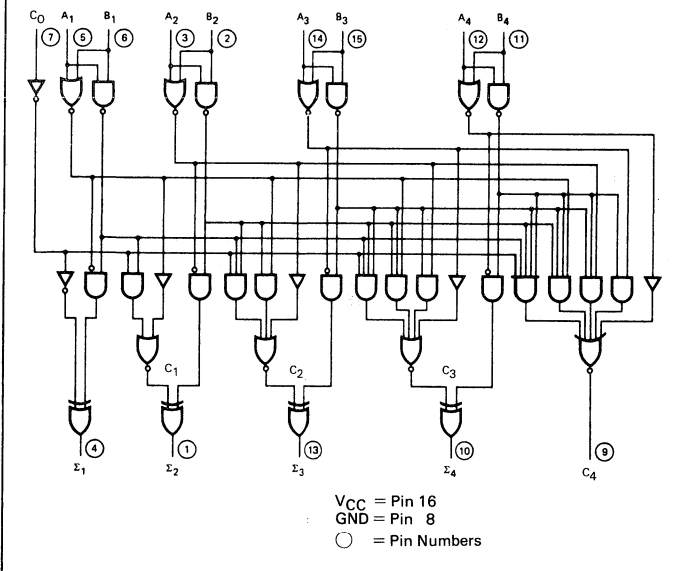 C0 A1 B1 A2 B2 A3 B3 A4 B4
7 5 6 3 2 14 15 12 11
C1 C2 C3
4 1 13 10 9
Σ1 Σ2 Σ3 Σ4 C4
VCC = Pin 16
GND = Pin 8
= Pin Numbers